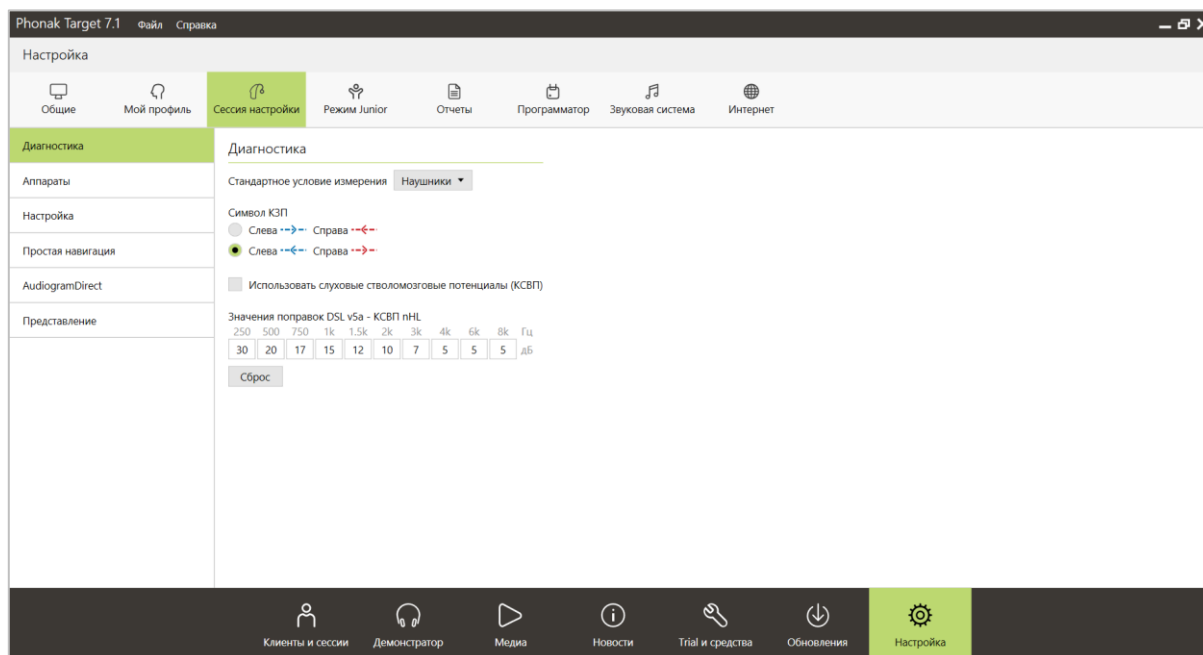 Phonak Target 7.1 Файл Справка
Настройка
Общие Мой профиль Сессия настройки Режим Junior Отчеты Программатор Звуковая система Интернет
Диагностика
Аппараты
Настройка
Простая навигация
AudiogramDirect
Представление
Диагностика
Стандартное условие измерения Наушники
Символ КЗП
Слева Справа
Слева Справа
Использовать слуховые стволомозговые потенциалы (КСВП)
Значения поправок DSL v5a - КСВП nHL
250 500 750 1k 1.5k 2k 3k 4k 6k 8k Гц
30 20 17 15 12 10 7 5 5 5 дБ
Сброс
Клиенты и сессии Демонстратор Медиа Новости Trial и средства Обновления Настройка